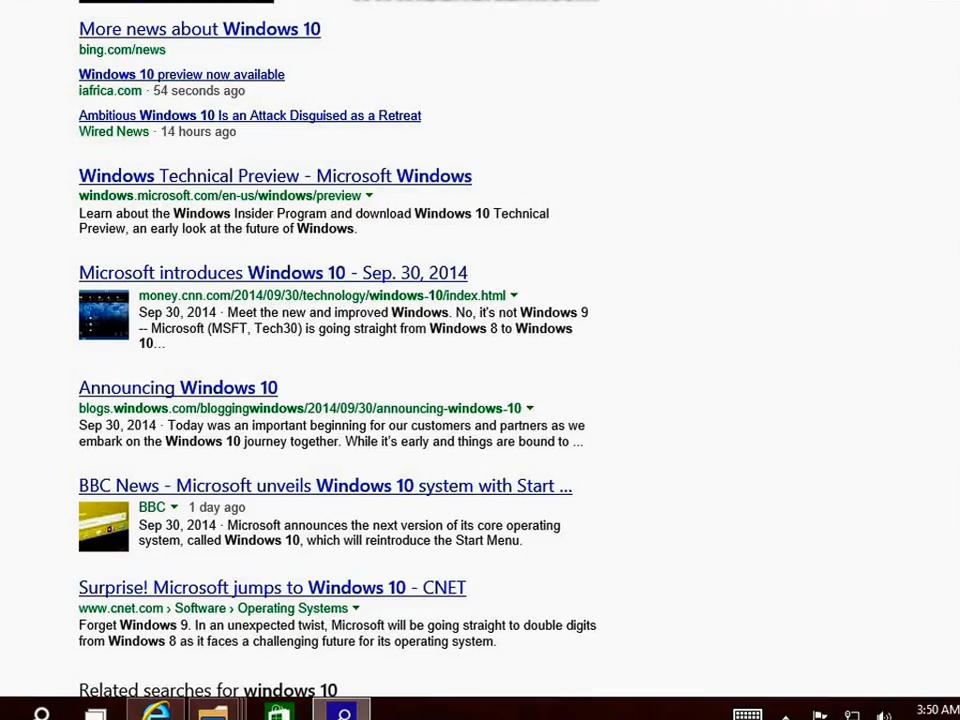 More news about Windows 10
bing.com/news
Windows 10 preview now available
iafrica.com · 54 seconds ago
Ambitious Windows 10 Is an Attack Disguised as a Retreat
Wired News · 14 hours ago
Windows Technical Preview - Microsoft Windows
windows.microsoft.com/en-us/windows/preview
Learn about the Windows Insider Program and download Windows 10 Technical
Preview, an early look at the future of Windows.
Microsoft introduces Windows 10 - Sep. 30, 2014
money.cnn.com/2014/09/30/technology/windows-10/index.html
Sep 30, 2014 · Meet the new and improved Windows. No, it's not Windows 9
-- Microsoft (MSFT, Tech30) is going straight from Windows 8 to Windows
10...
Announcing Windows 10
blogs.windows.com/bloggingwindows/2014/09/30/announcing-windows-10
Sep 30, 2014 · Today was an important beginning for our customers and partners as we
embark on the Windows 10 journey together. While it's early and things are bound to ...
BBC News - Microsoft unveils Windows 10 system with Start ...
BBC 1 day ago
Sep 30, 2014 · Microsoft announces the next version of its core operating
system, called Windows 10, which will reintroduce the Start Menu.
Surprise! Microsoft jumps to Windows 10 - CNET
www.cnet.com › Software › Operating Systems
Forget Windows 9. In an unexpected twist, Microsoft will be going straight to double digits
from Windows 8 as it faces a challenging future for its operating system.
Related searches for windows 10
3:50 AM